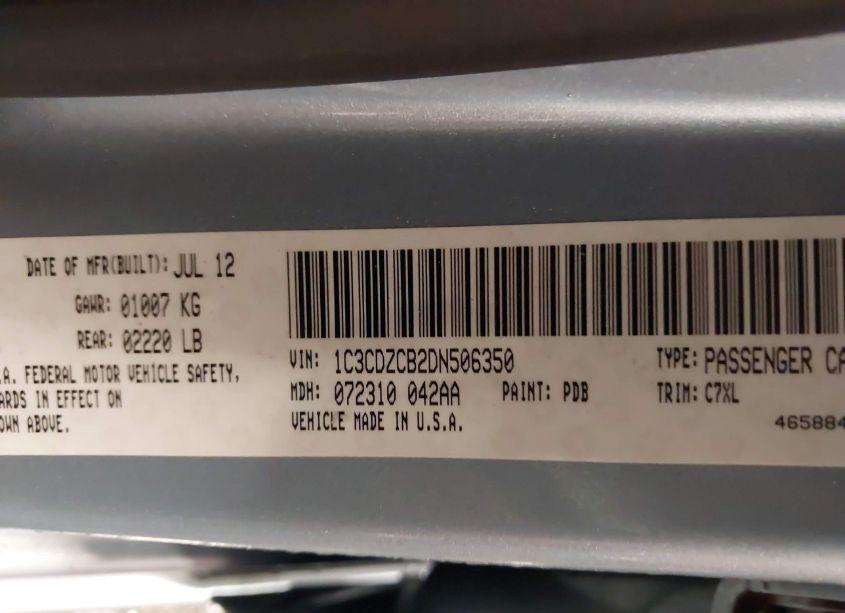 DATE OF MFR(BUILT): JUL 12
GAWR: 01007 KG
REAR: 02220 LB
.A. FEDERAL MOTOR VEHICLE SAFETY,
ARDS IN EFFECT ON
OWN ABOVE.
VIN: 1C3CDZCB2DN506350
TYPE: PASSENGER CA
MDH: 072310 042AA
PAINT: PDB
TRIM: C7XL
VEHICLE MADE IN U.S.A.
465884